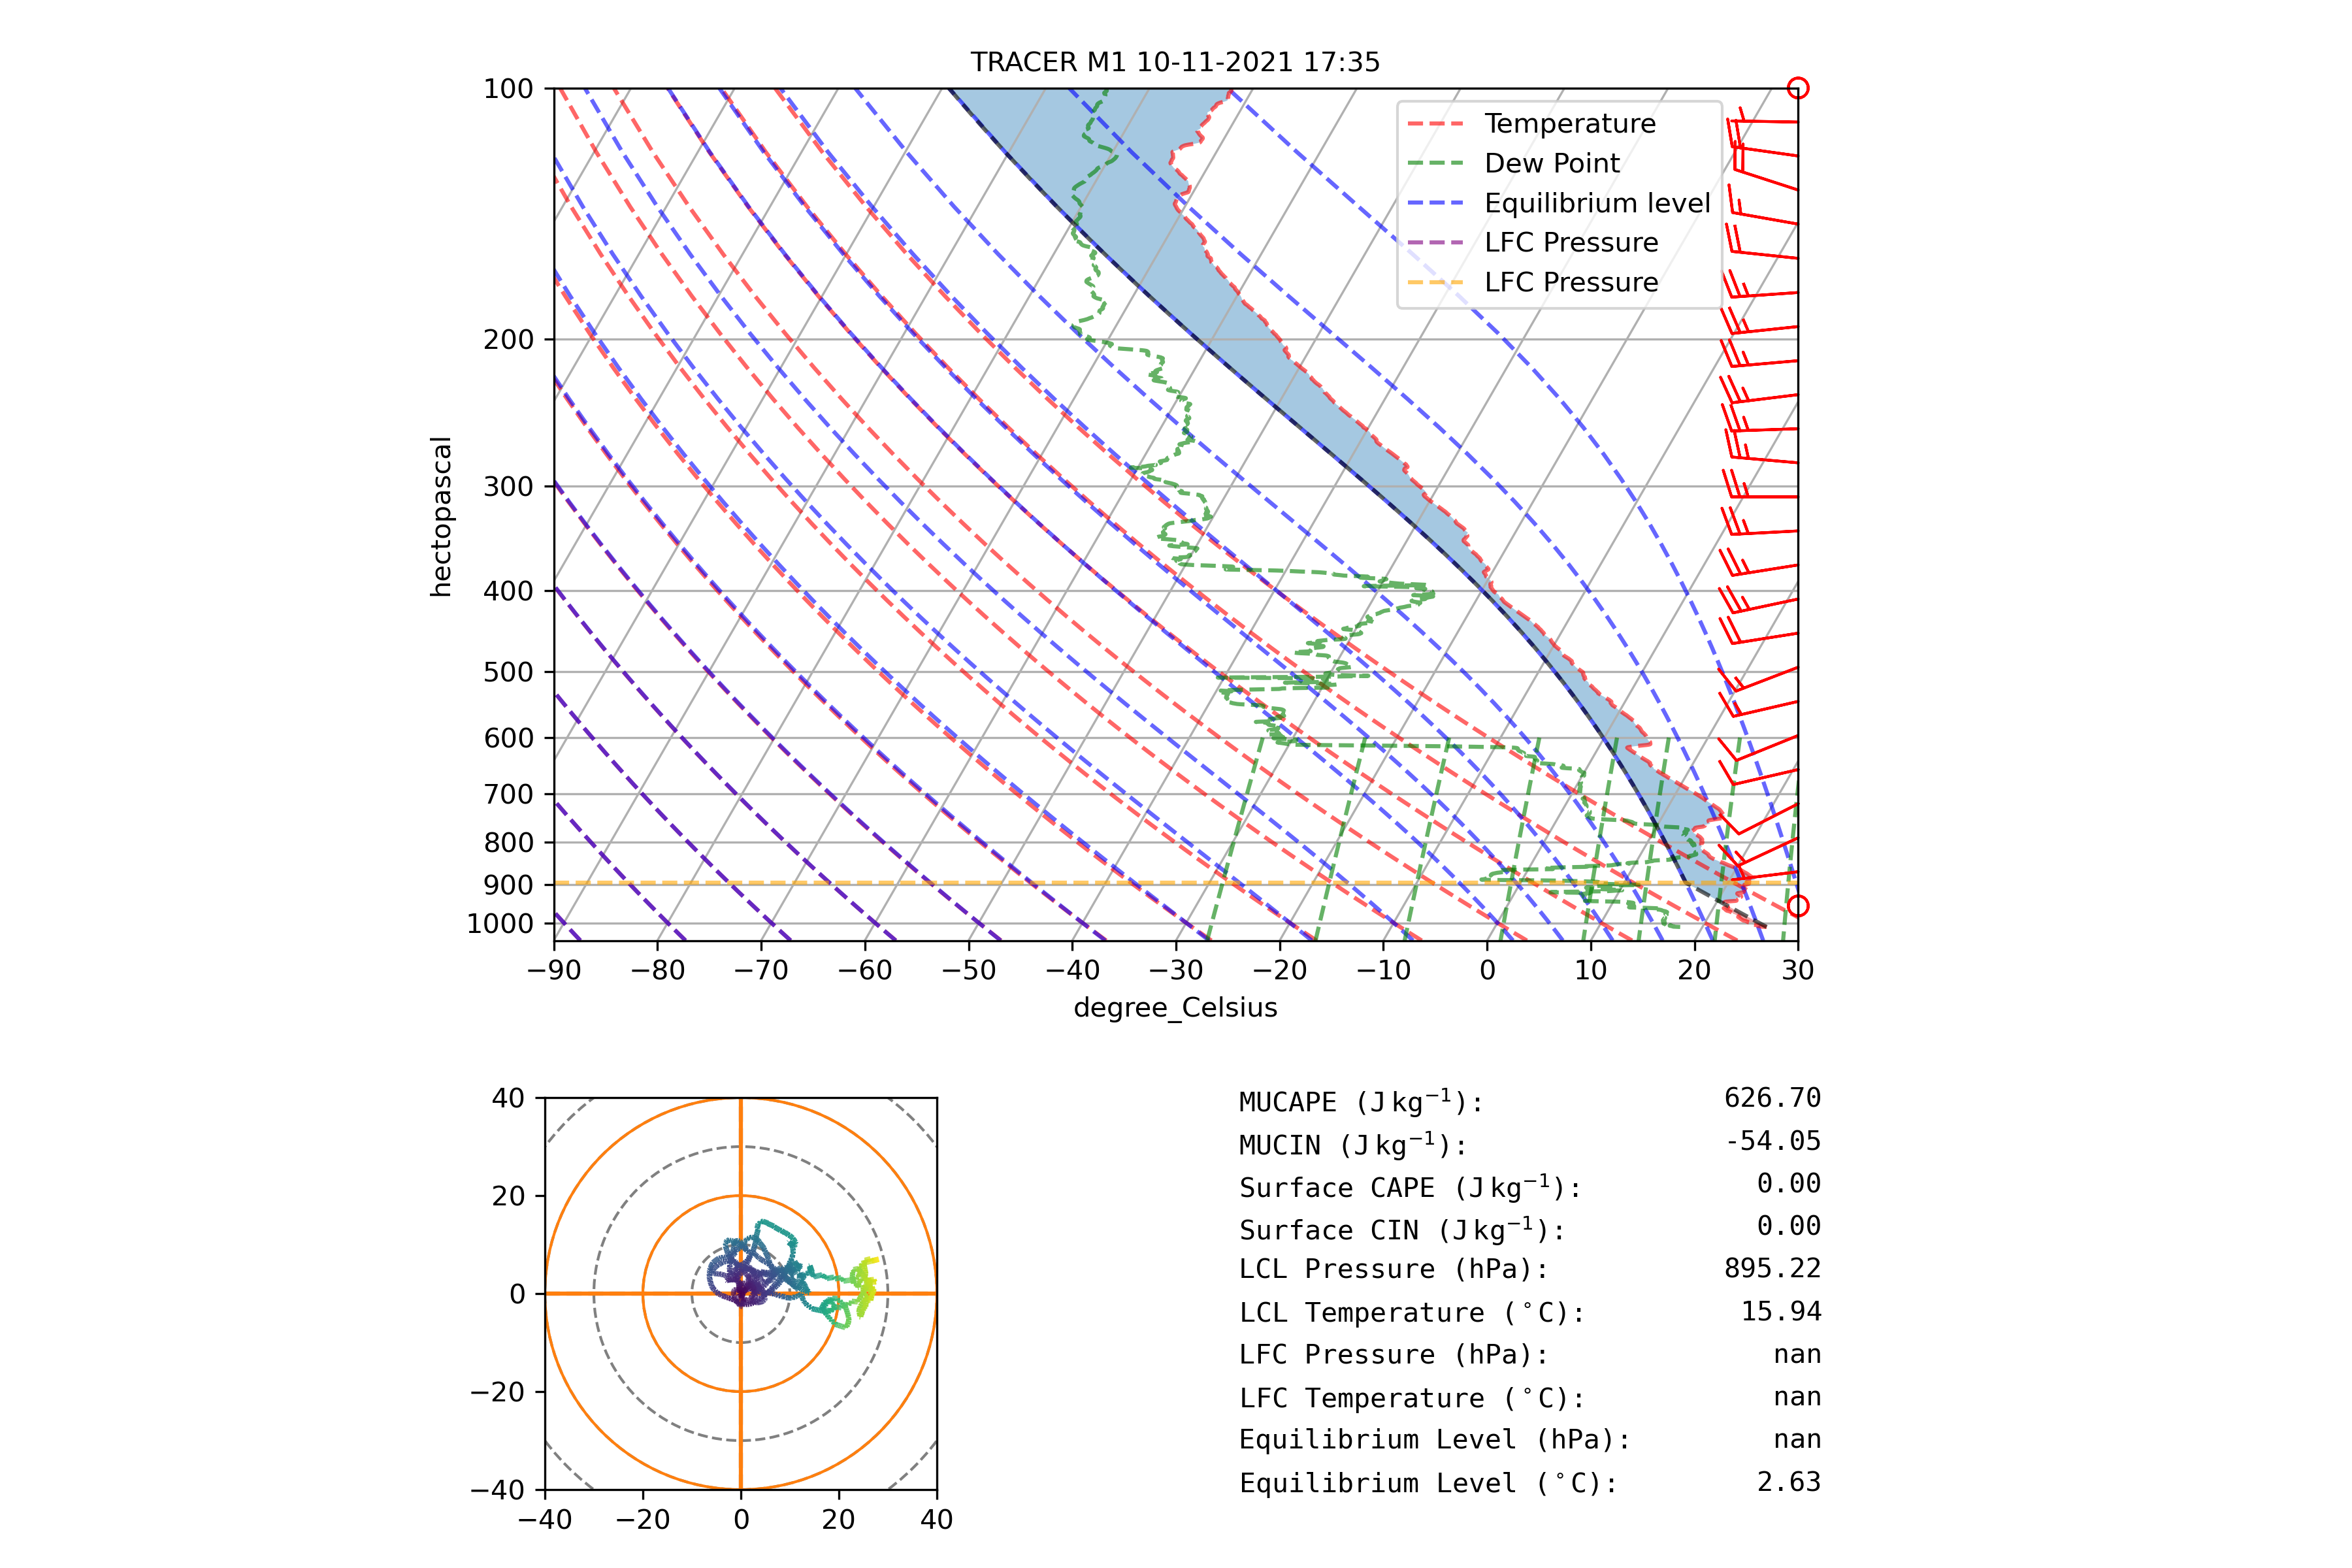 TRACER M1 10-11-2021 17:35
100
200
300
400
500
600
700
800
900
1000
hectopascal
Temperature
Dew Point
Equilibrium level
LFC Pressure
LFC Pressure
−90 −80 −70 −60 −50 −40 −30 −20 −10 0 10 20 30
degree_Celsius
40
20
0
−20
−40
−40 −20 0 20 40
MUCAPE (J kg⁻¹): 626.70
MUCIN (J kg⁻¹): -54.05
Surface CAPE (J kg⁻¹): 0.00
Surface CIN (J kg⁻¹): 0.00
LCL Pressure (hPa): 895.22
LCL Temperature (°C): 15.94
LFC Pressure (hPa): nan
LFC Temperature (°C): nan
Equilibrium Level (hPa): nan
Equilibrium Level (°C): 2.63